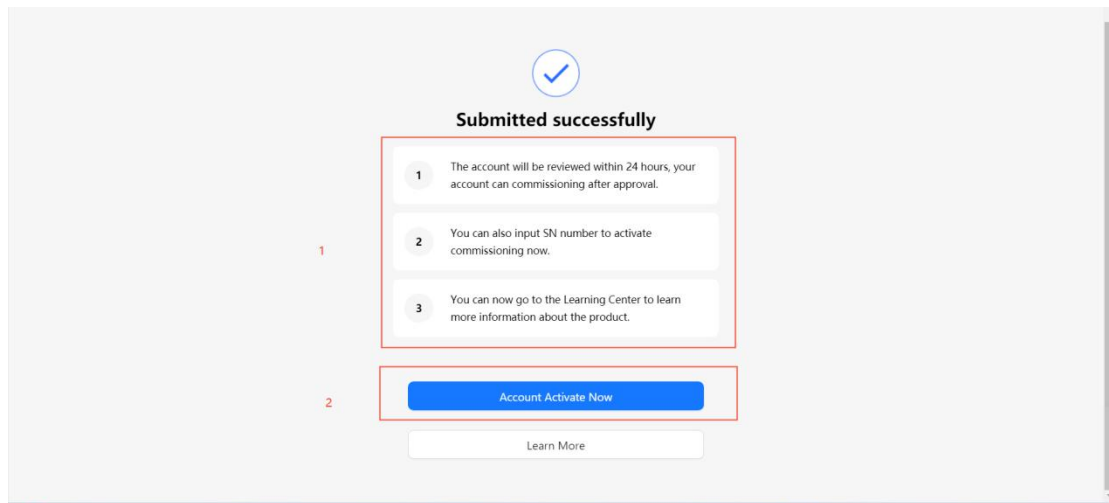 Submitted successfully
1
The account will be reviewed within 24 hours, your
account can commissioning after approval.
1
2
You can also input SN number to activate
commissioning now.
3
You can now go to the Learning Center to learn
more information about the product.
2
Account Activate Now
Learn More